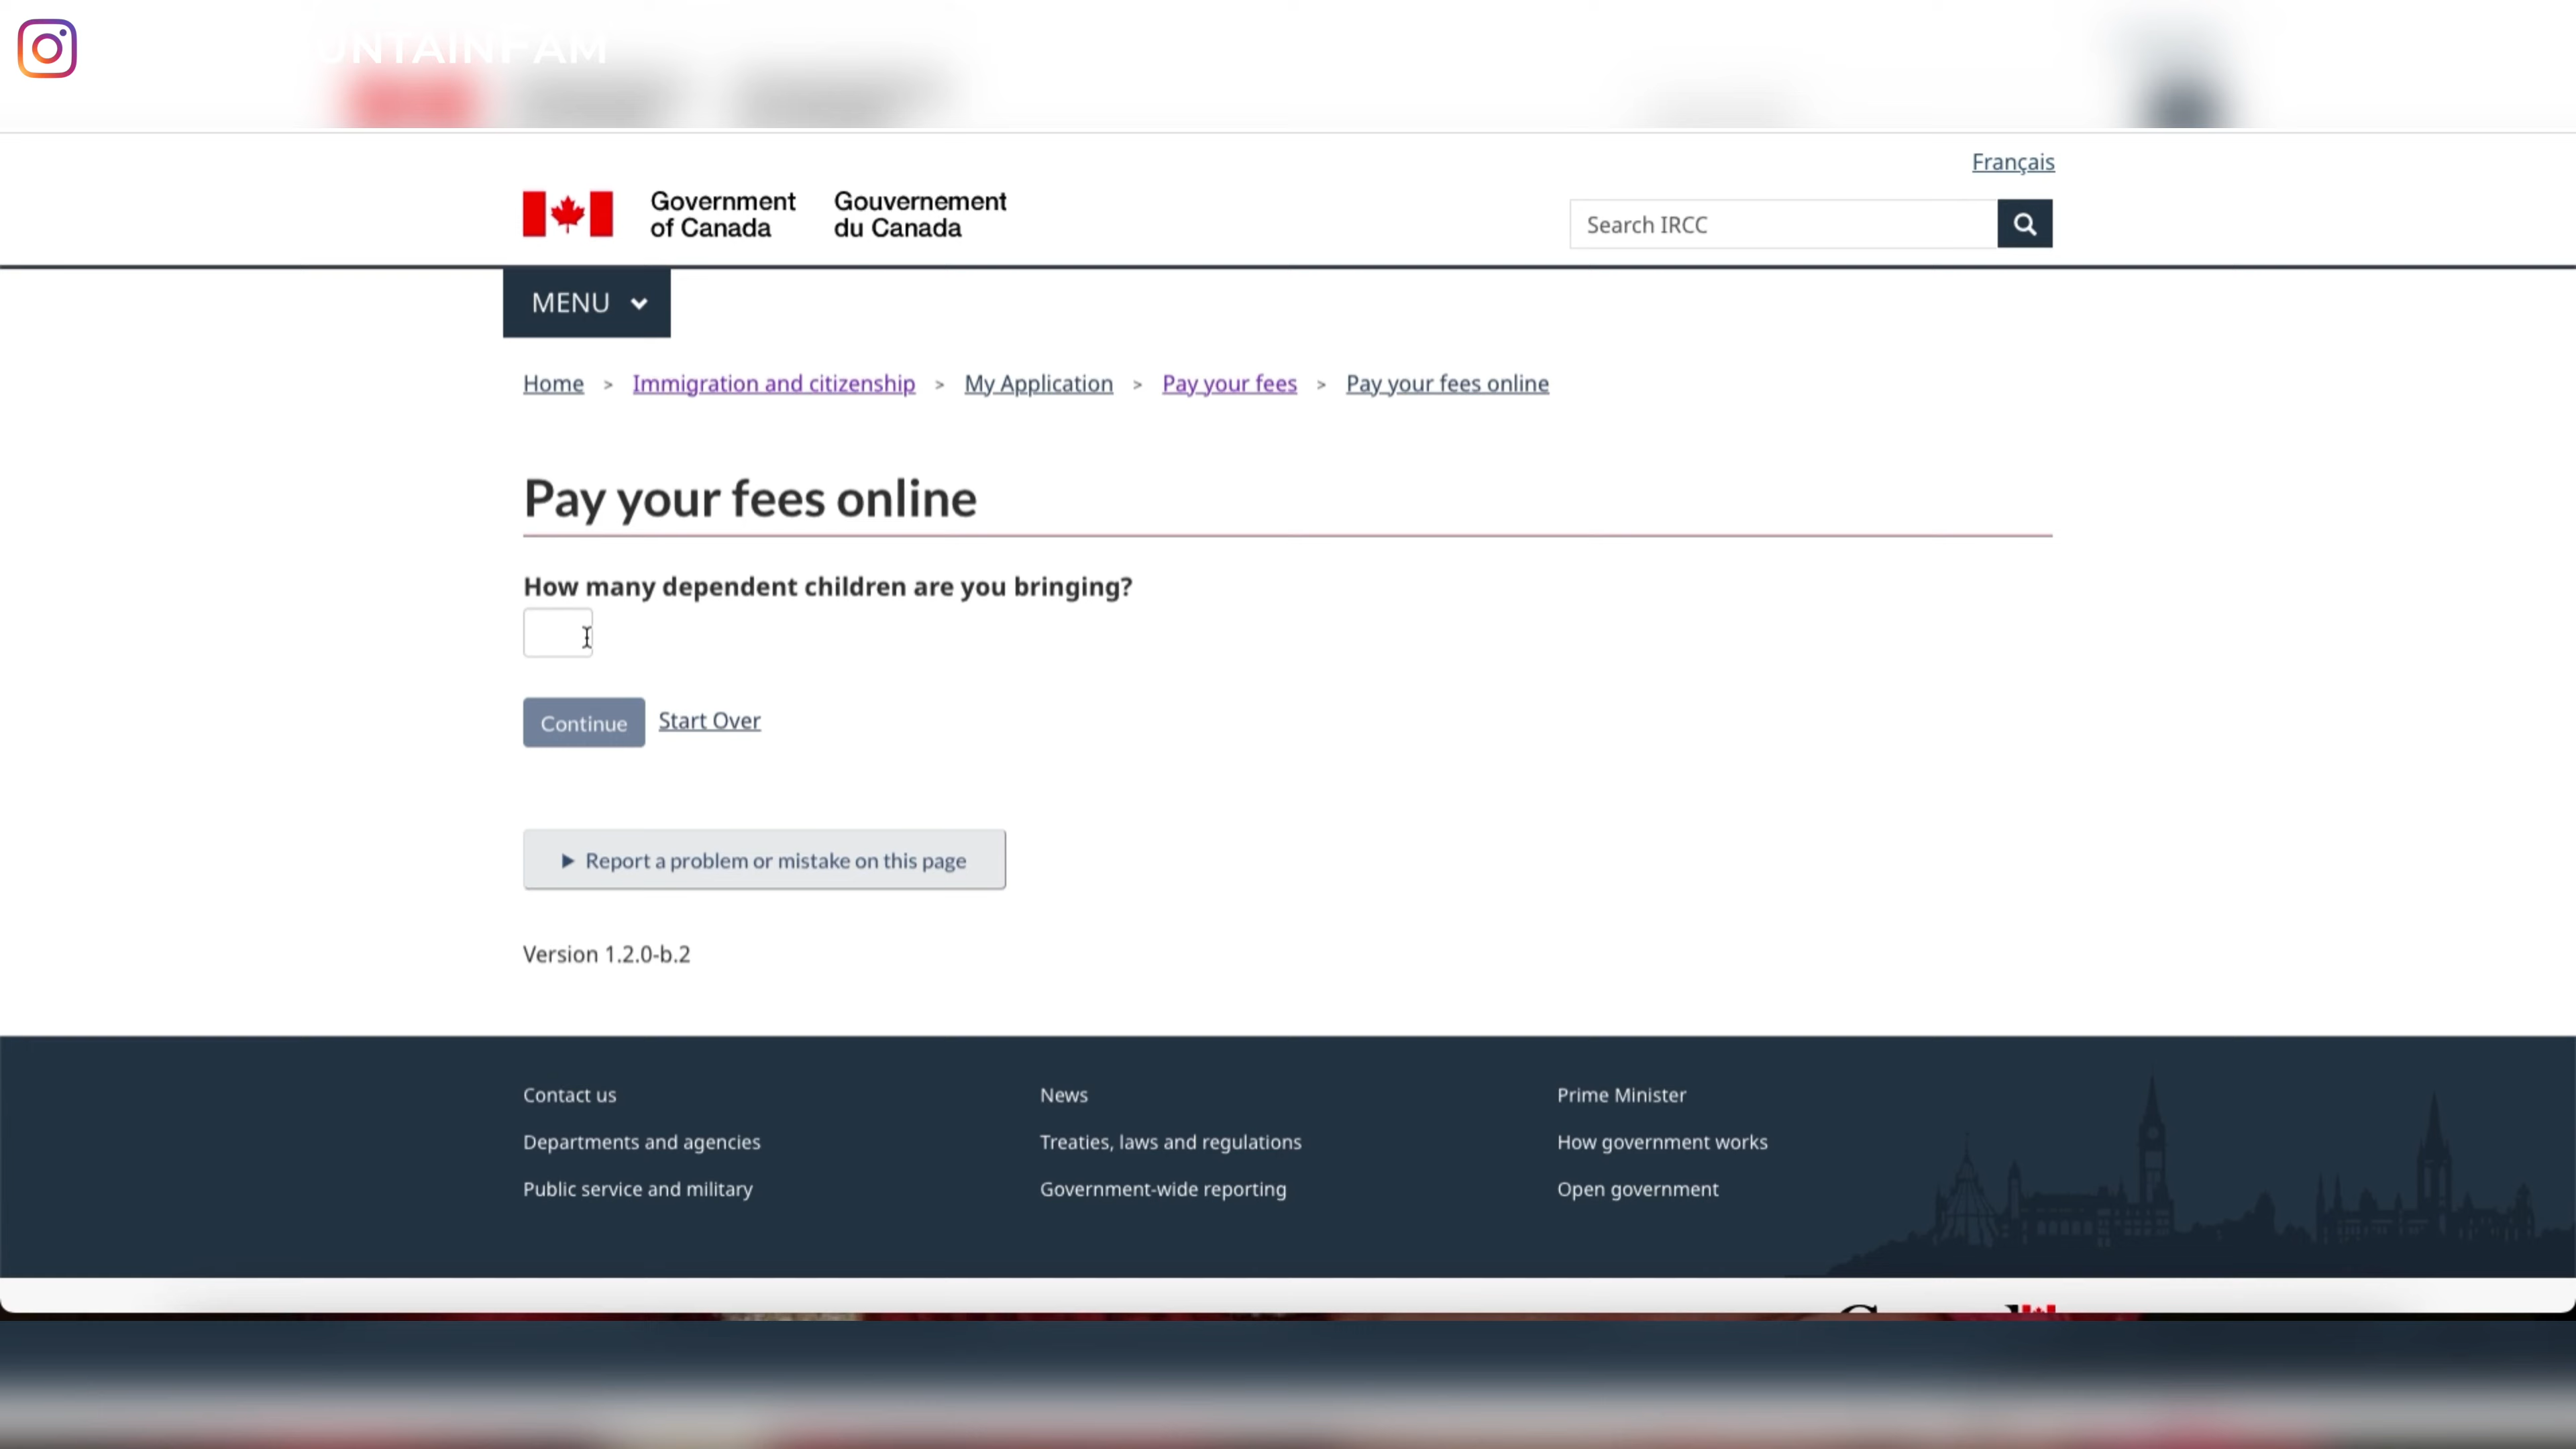 Français
Government of Canada
Gouvernement du Canada
Search IRCC
MENU
Home > Immigration and citizenship > My Application > Pay your fees > Pay your fees online
Pay your fees online
How many dependent children are you bringing?
Continue Start Over
Report a problem or mistake on this page
Version 1.2.0-b.2
Contact us
News
Prime Minister
Departments and agencies
Treaties, laws and regulations
How government works
Public service and military
Government-wide reporting
Open government